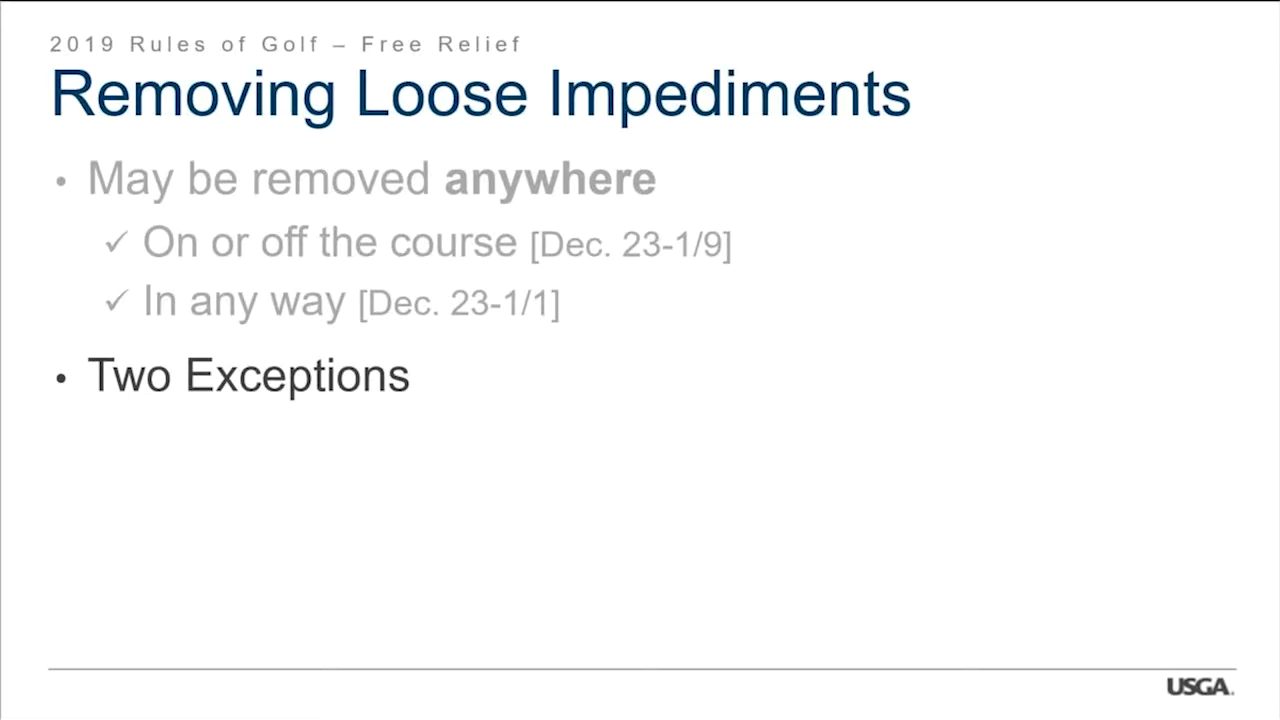 2019 Rules of Golf – Free Relief
Removing Loose Impediments
• May be removed anywhere
✓ On or off the course [Dec. 23-1/9]
✓ In any way [Dec. 23-1/1]
• Two Exceptions
USGA.